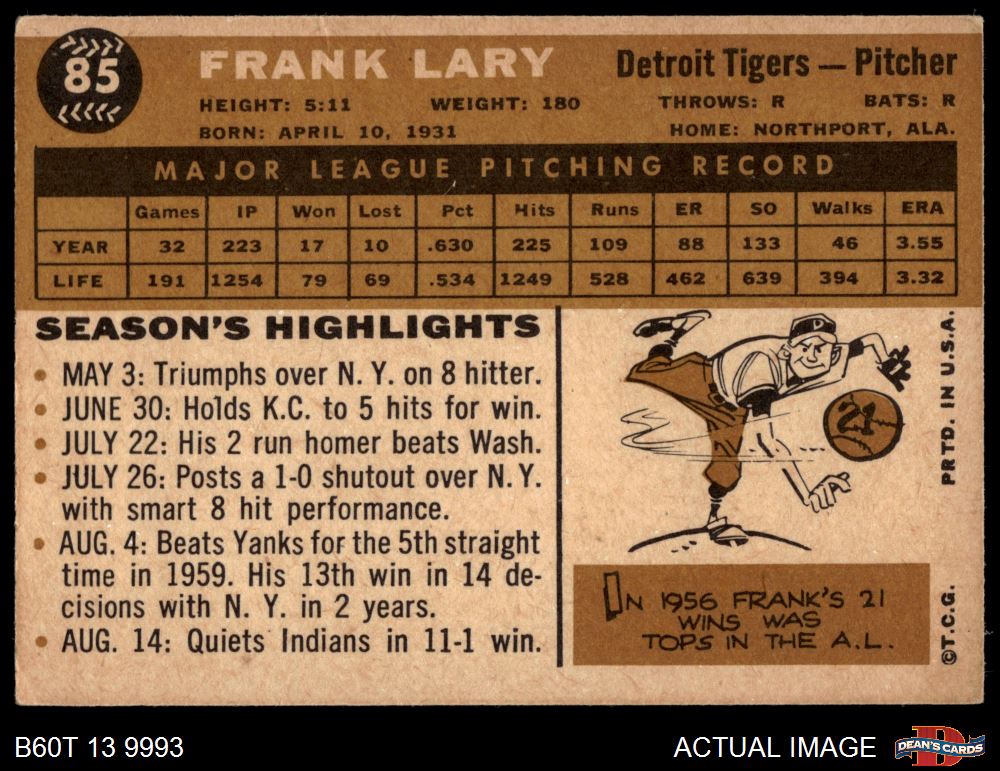 85
FRANK LARY
Detroit Tigers — Pitcher
HEIGHT: 5:11 WEIGHT: 180 THROWS: R BATS: R
BORN: APRIL 10, 1931 HOME: NORTHPORT, ALA.
MAJOR LEAGUE PITCHING RECORD
Games IP Won Lost Pct Hits Runs ER SO Walks ERA
YEAR 32 223 17 10 .630 225 109 88 133 46 3.55
LIFE 191 1254 79 69 .534 1249 528 462 639 394 3.32
SEASON'S HIGHLIGHTS
• MAY 3: Triumphs over N. Y. on 8 hitter.
• JUNE 30: Holds K.C. to 5 hits for win.
• JULY 22: His 2 run homer beats Wash.
• JULY 26: Posts a 1-0 shutout over N. Y.
with smart 8 hit performance.
• AUG. 4: Beats Yanks for the 5th straight
time in 1959. His 13th win in 14 de-
cisions with N. Y. in 2 years.
• AUG. 14: Quiets Indians in 11-1 win.
D
21
IN 1956 FRANK'S 21
WINS WAS
TOPS IN THE A.L.
©T.C.G. PRTD. IN U.S.A.
B60T 13 9993
ACTUAL IMAGE
D
DEAN'S CARDS